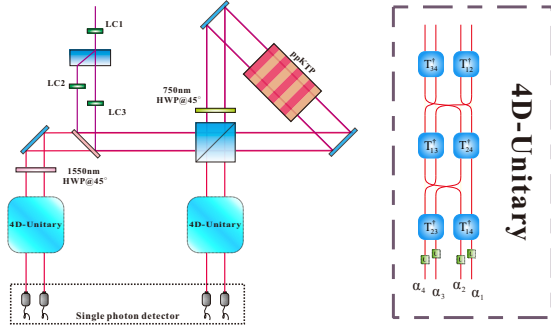 LC1
LC2
LC3
750nm
HWP@45°
ppKTP
1550nm
HWP@45°
4D-Unitary
4D-Unitary
Single photon detector
T†34
T†12
T†13
T†24
T†23
T†14
α4
α3
α2
α1
4D-Unitary